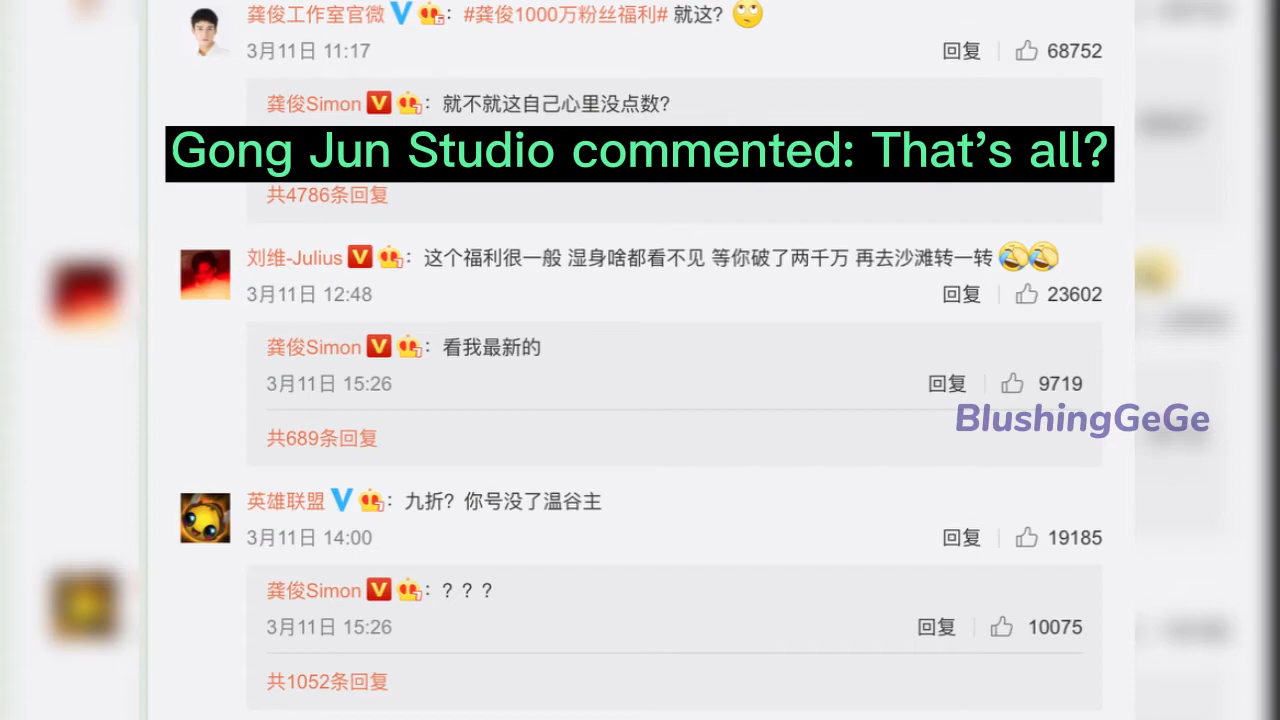 龚俊工作室官微：#龚俊1000万粉丝福利# 就这？
3月11日 11:17
回复 68752
龚俊Simon：就不就这自己心里没点数?
Gong Jun Studio commented: That's all?
共4786条回复
刘维-Julius：这个福利很一般 湿身啥都看不见 等你破了两千万 再去沙滩转一转
3月11日 12:48
回复 23602
龚俊Simon：看我最新的
3月11日 15:26
回复 9719
BlushingGeGe
共689条回复
英雄联盟：九折？你号没了温谷主
3月11日 14:00
回复 19185
龚俊Simon：？？？
3月11日 15:26
回复 10075
共1052条回复